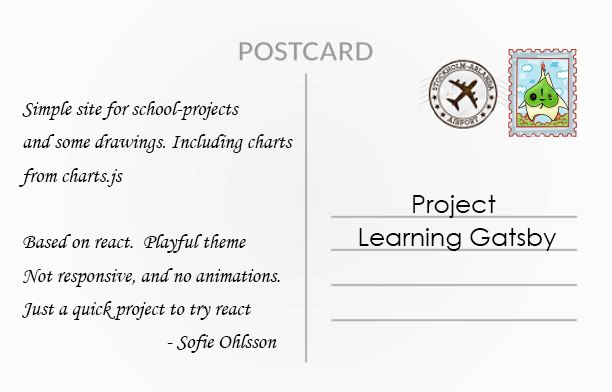 POSTCARD
STOCKHOLM-ARLANDA
AIRPORT
Simple site for school-projects
and some drawings. Including charts
from charts.js
Based on react. Playful theme
Not responsive, and no animations.
Just a quick project to try react
- Sofie Ohlsson
Project
Learning Gatsby